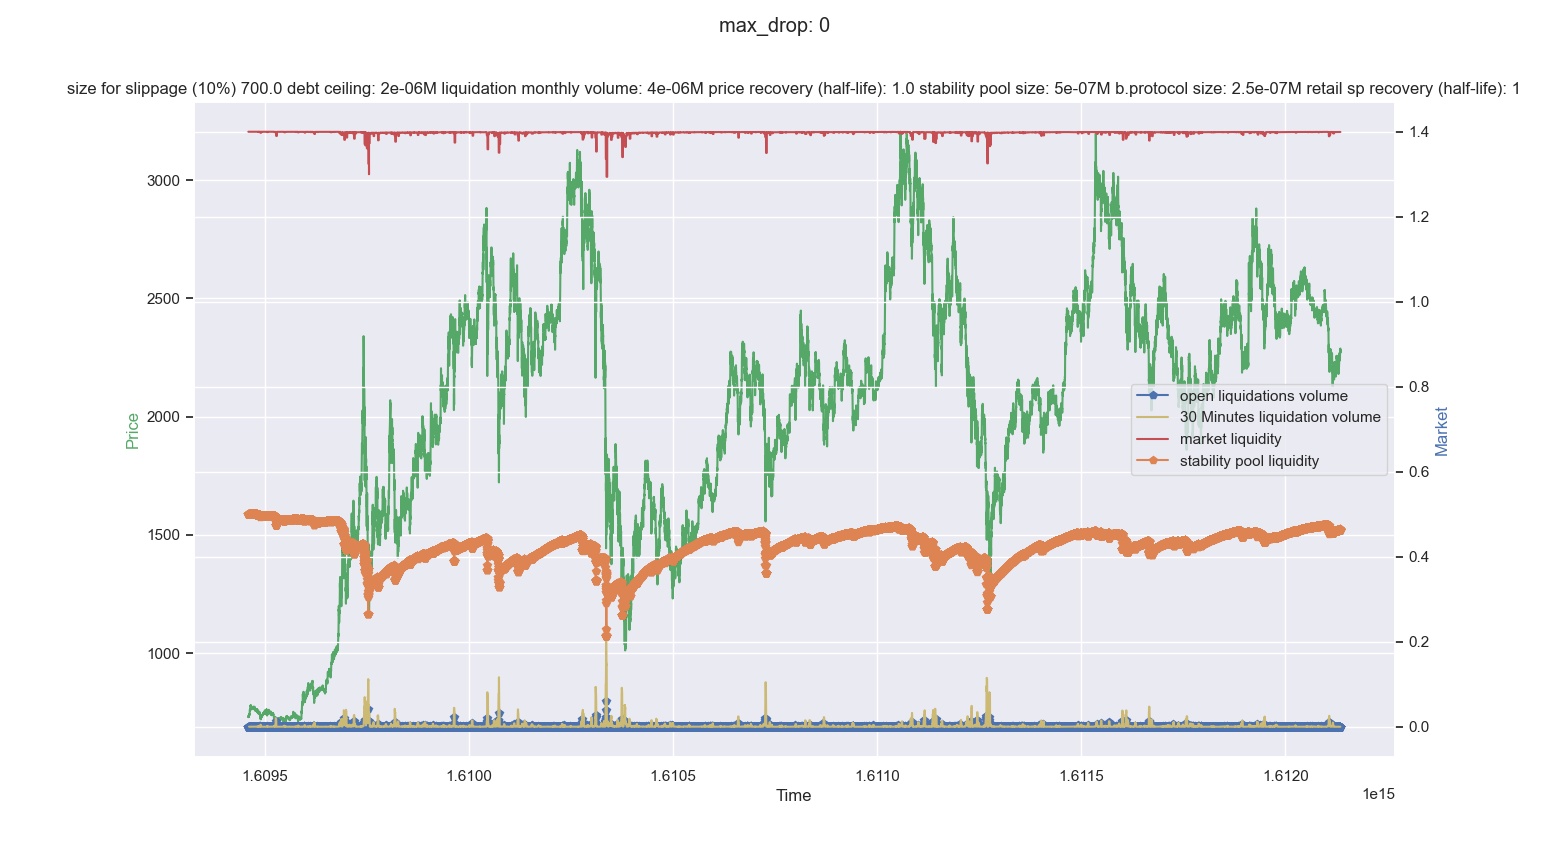 max_drop: 0
size for slippage (10%) 700.0 debt ceiling: 2e-06M liquidation monthly volume: 4e-06M price recovery (half-life): 1.0 stability pool size: 5e-07M b.protocol size: 2.5e-07M retail sp recovery (half-life): 1
3000
2500
2000
1500
1000
Price
1.4
1.2
1.0
0.8
0.6
0.4
0.2
0.0
Market
open liquidations volume
30 Minutes liquidation volume
market liquidity
stability pool liquidity
1.6095 1.6100 1.6105 1.6110 1.6115 1.6120
Time
1e15